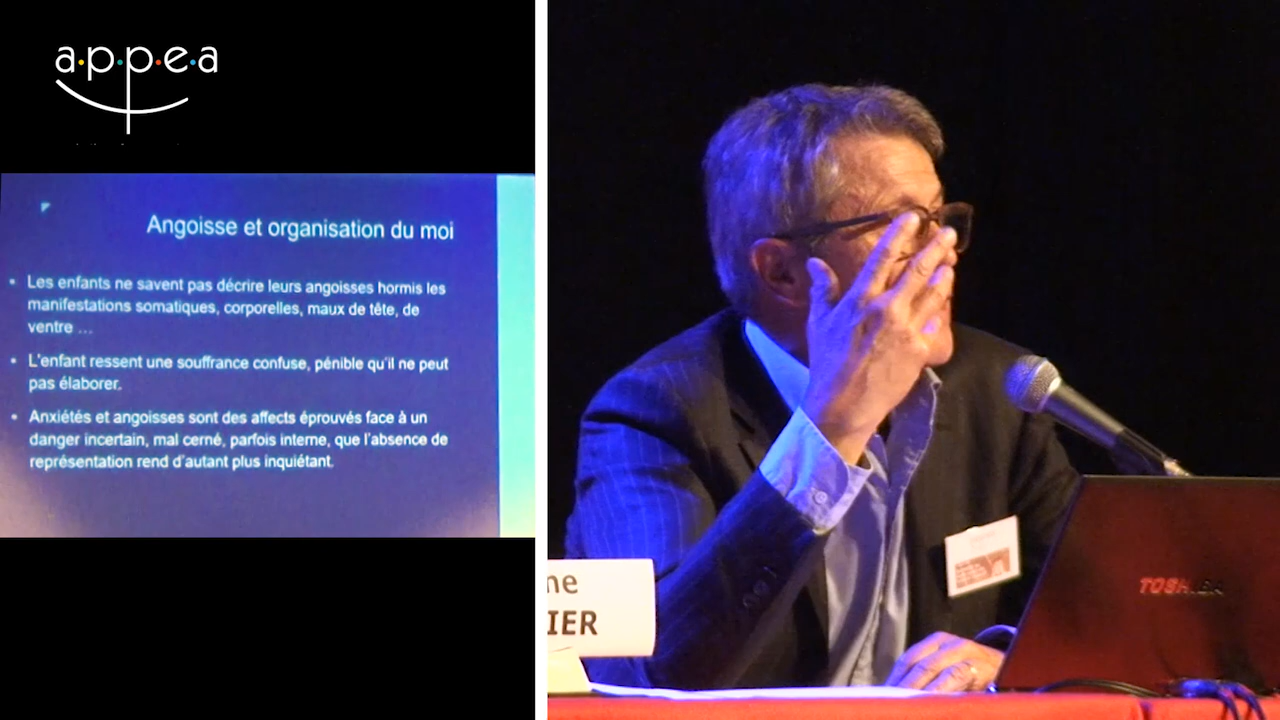 a·p·p·e·a
Angoisse et organisation du moi
• Les enfants ne savent pas décrire leurs angoisses hormis les
manifestations somatiques, corporelles, maux de tête, de
ventre ...
• L'enfant ressent une souffrance confuse, pénible qu'il ne peut
pas élaborer.
• Anxiétés et angoisses sont des affects éprouvés face à un
danger incertain, mal cerné, parfois interne, que l'absence de
représentation rend d'autant plus inquiétant.
ne
IER
TOSHIBA